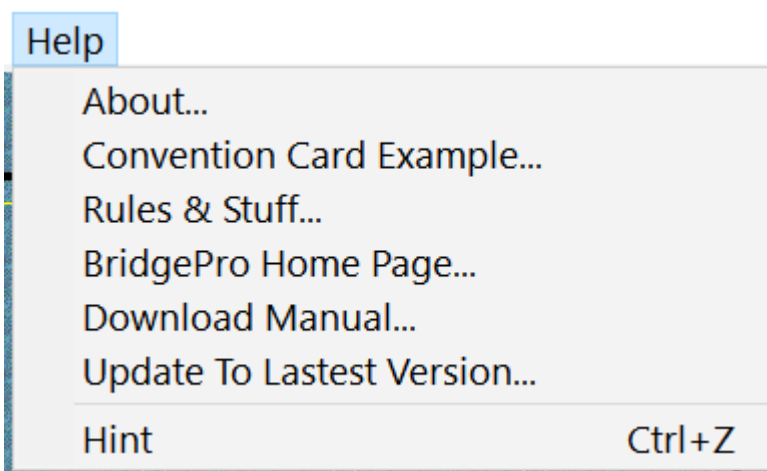 Help
About...
Convention Card Example...
Rules & Stuff...
BridgePro Home Page...
Download Manual...
Update To Lastest Version...
Hint Ctrl+Z